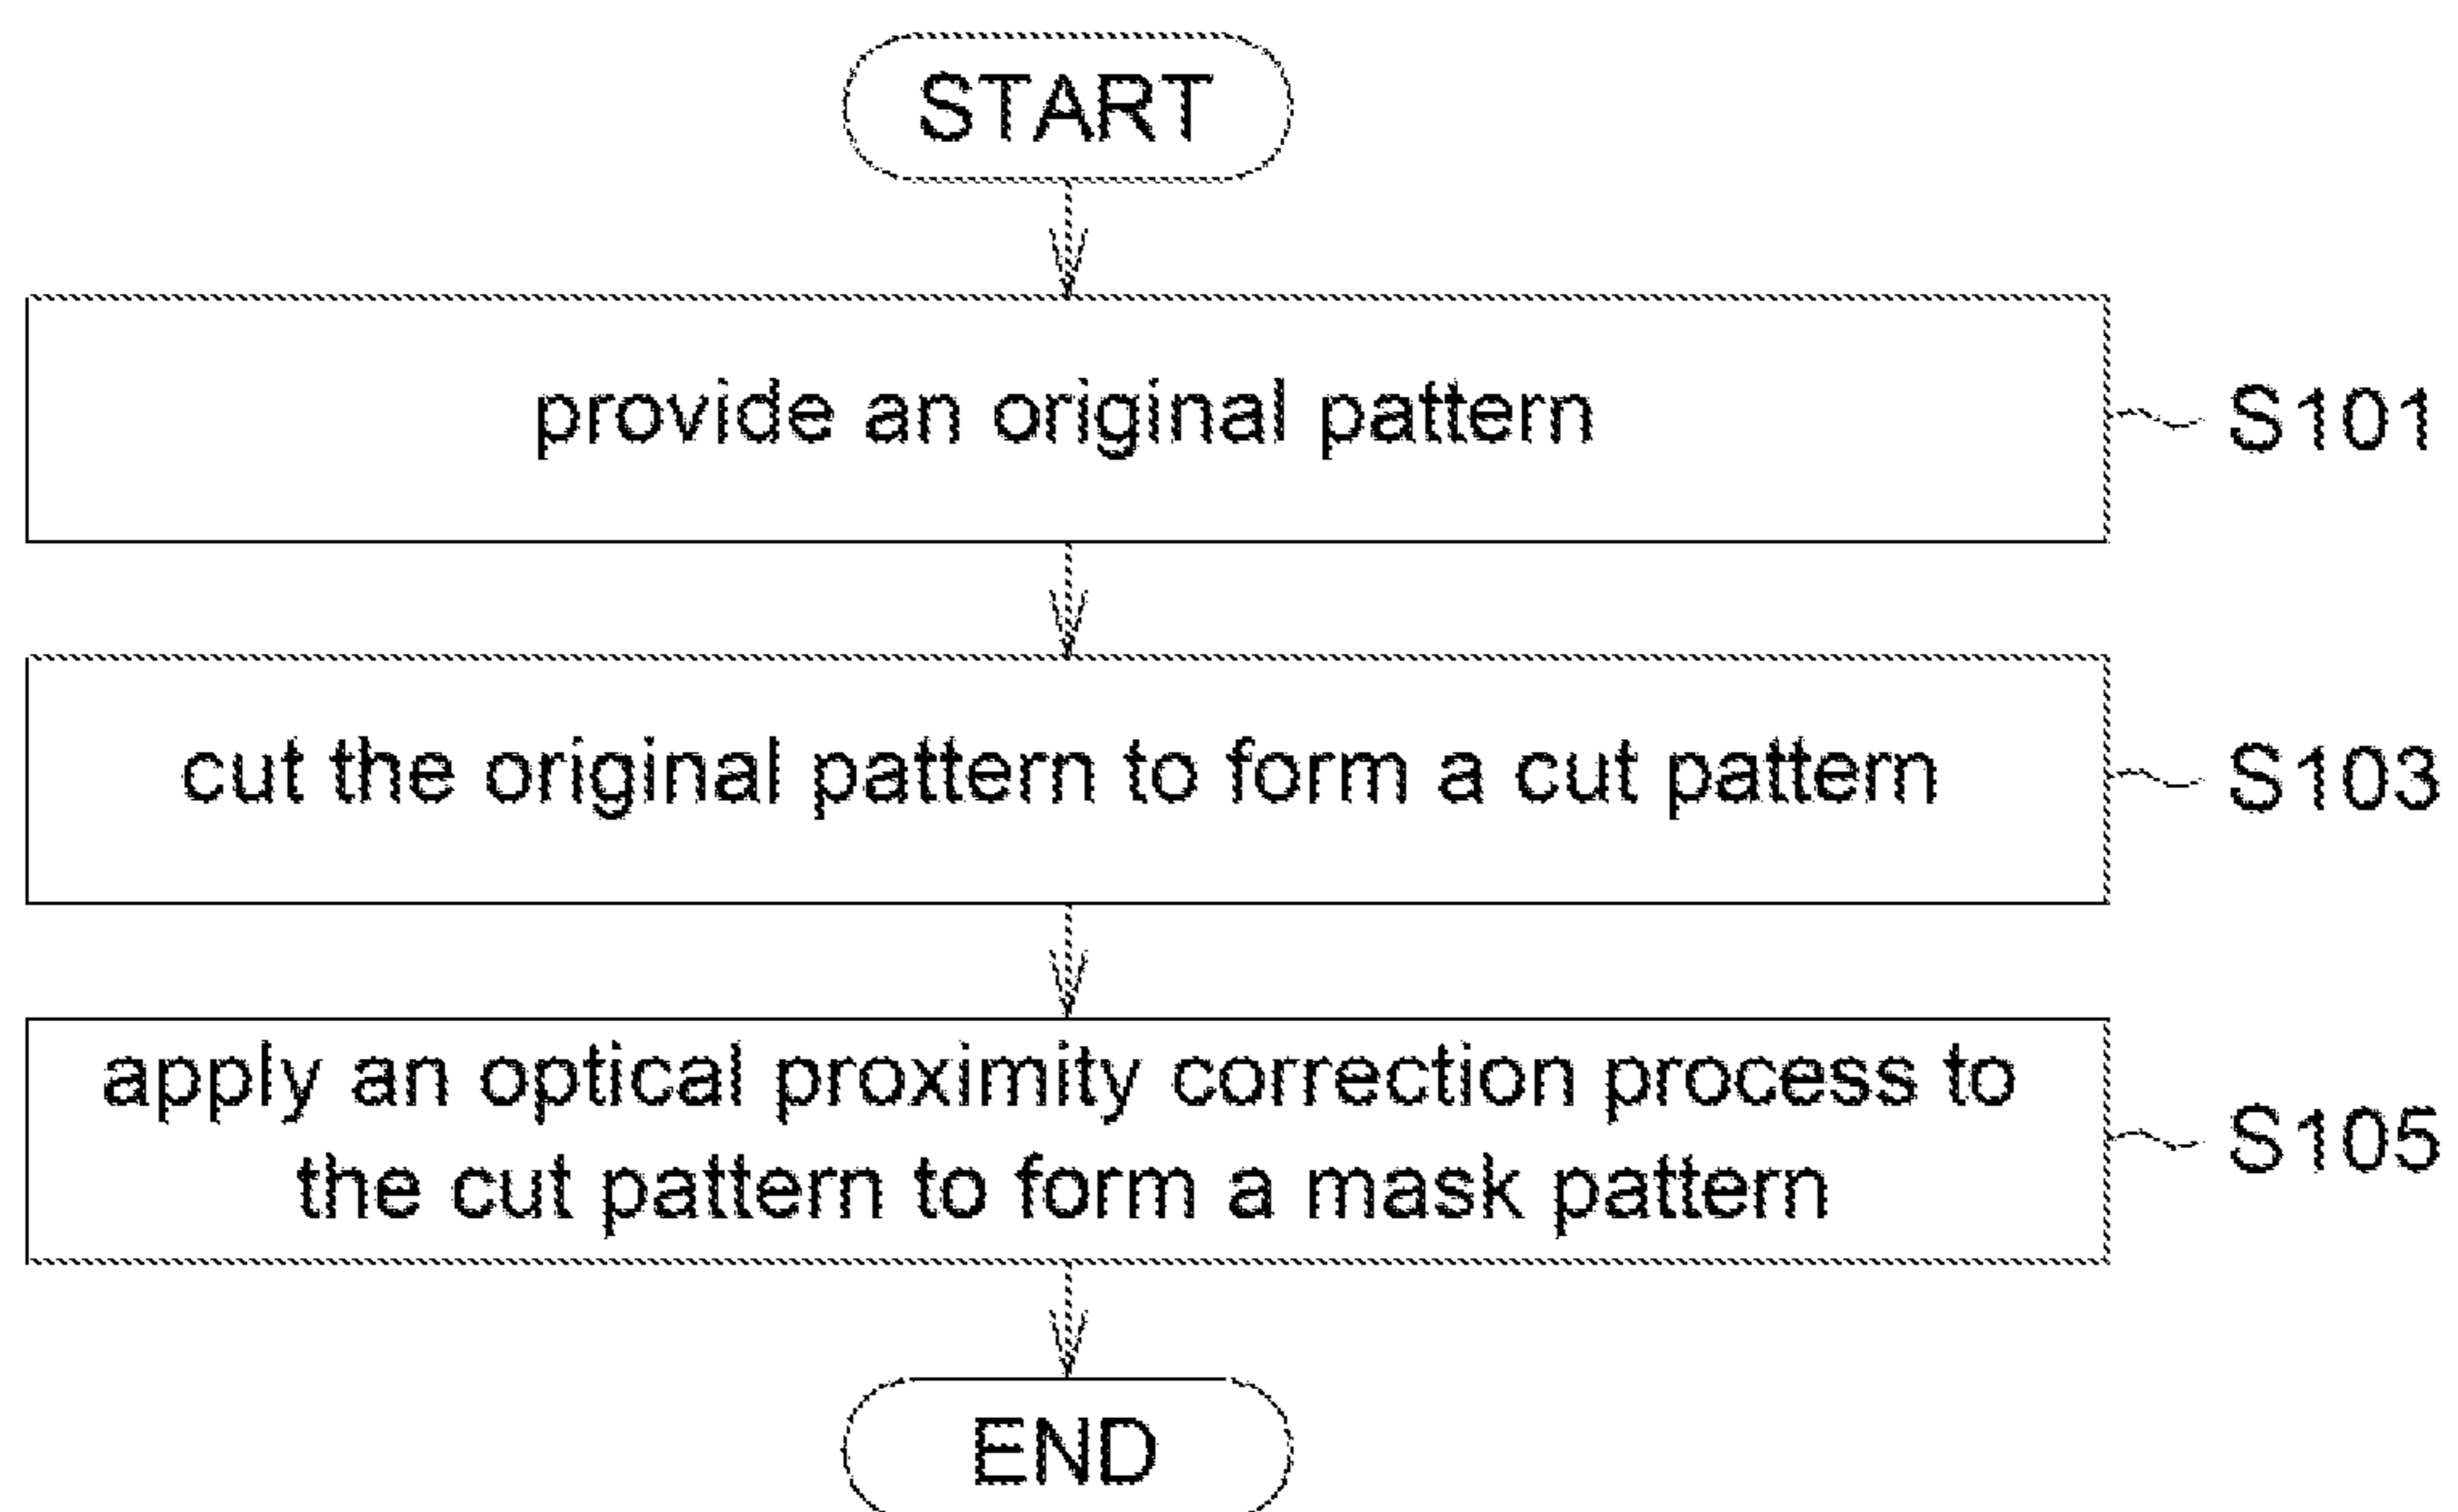 START
provide an original pattern
S101
cut the original pattern to form a cut pattern
S103
apply an optical proximity correction process to
the cut pattern to form a mask pattern
S105
END